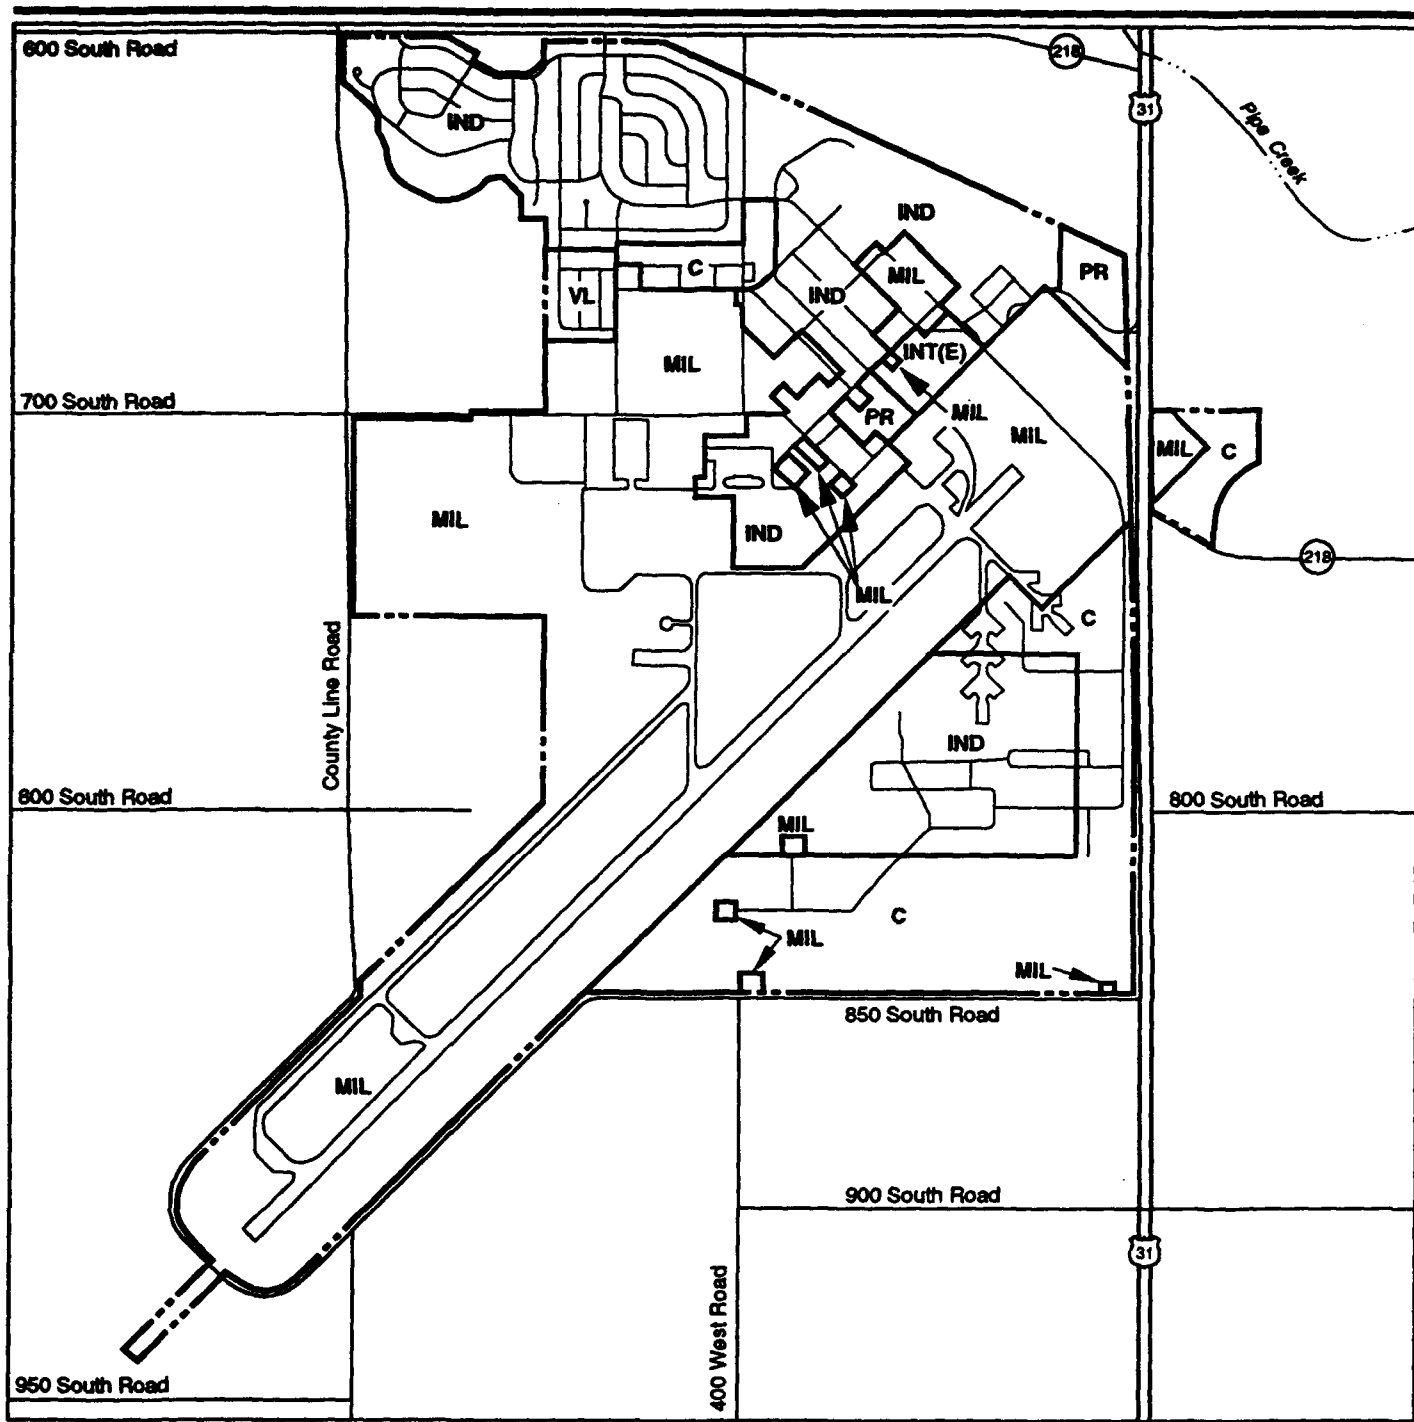 600 South Road
218
31
Pipe Creek
IND
IND
PR
C
MIL
IND
VL
INT(E)
MIL
700 South Road
MIL
PR
MIL
MIL
C
MIL
IND
218
MIL
C
County Line Road
IND
800 South Road
800 South Road
MIL
C
MIL
MIL
850 South Road
MIL
900 South Road
31
400 West Road
950 South Road